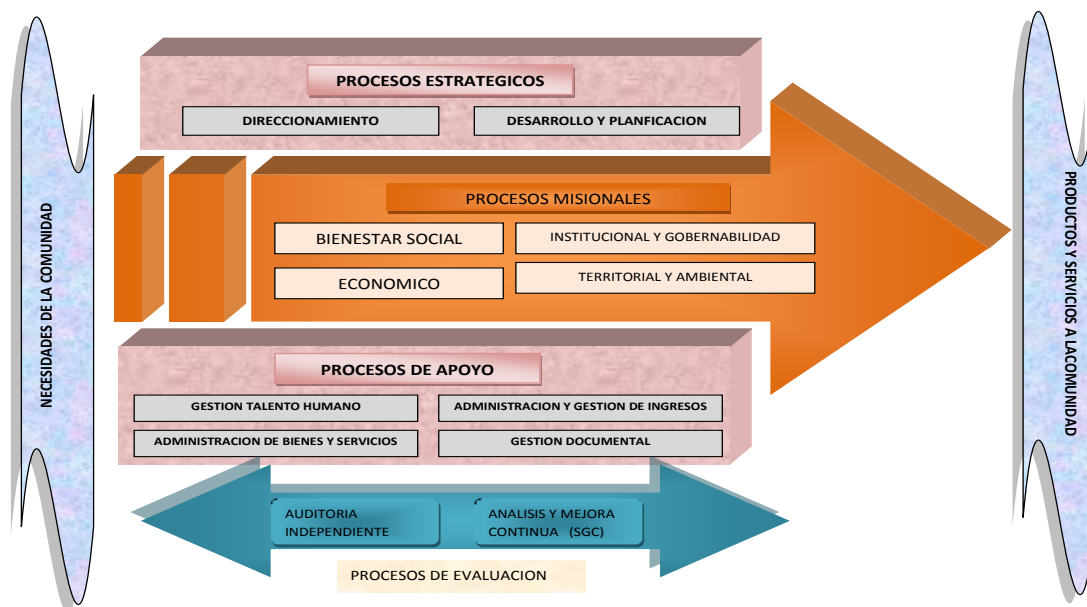 NECESIDADES DE LA COMUNIDAD
PROCESOS ESTRATEGICOS
DIRECCIONAMIENTO
DESARROLLO Y PLANFICACION
PROCESOS MISIONALES
BIENESTAR SOCIAL
INSTITUCIONAL Y GOBERNABILIDAD
ECONOMICO
TERRITORIAL Y AMBIENTAL
PROCESOS DE APOYO
GESTION TALENTO HUMANO
ADMINISTRACION Y GESTION DE INGRESOS
ADMINISTRACION DE BIENES Y SERVICIOS
GESTION DOCUMENTAL
AUDITORIA
INDEPENDIENTE
ANALISIS Y MEJORA
CONTINUA (SGC)
PROCESOS DE EVALUACION
PRODUCTOS Y SERVICIOS A LACOMUNIDAD